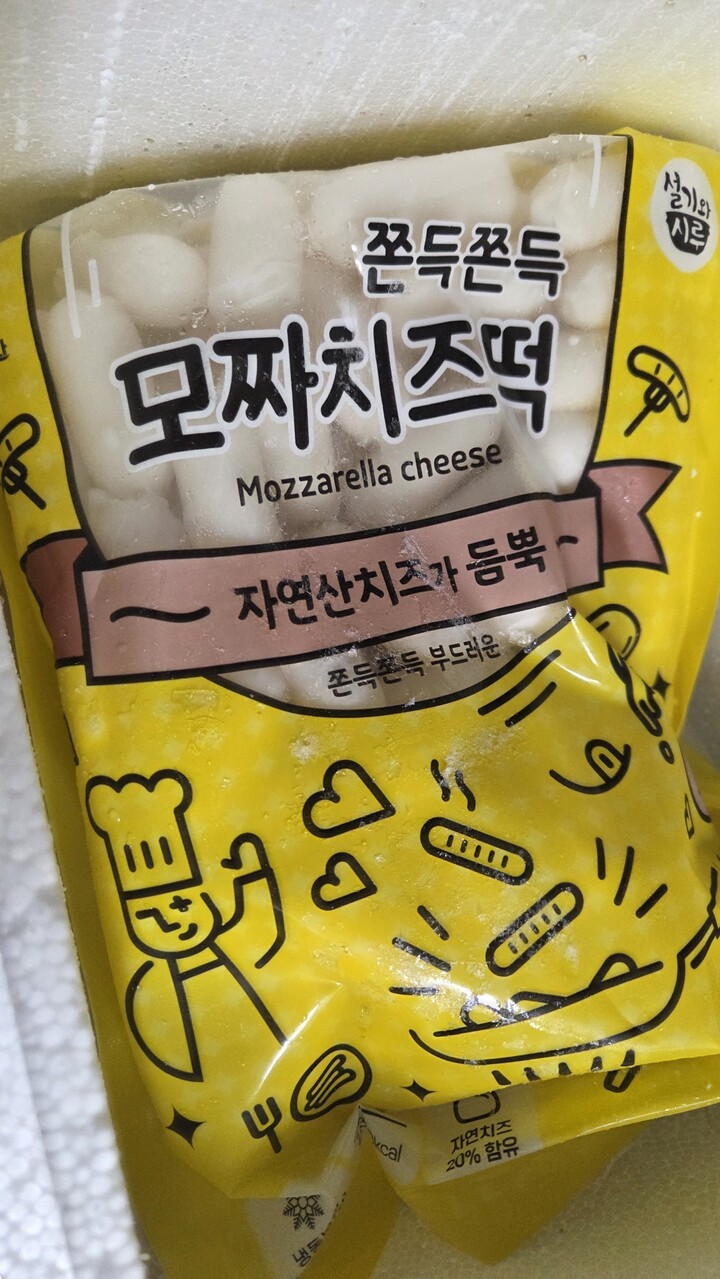 설기와
시루
쫀득쫀득
모짜치즈떡
Mozzarella cheese
자연산치즈가 듬뿍
쫀득쫀득 부드러운
kcal
자연치즈
20% 함유